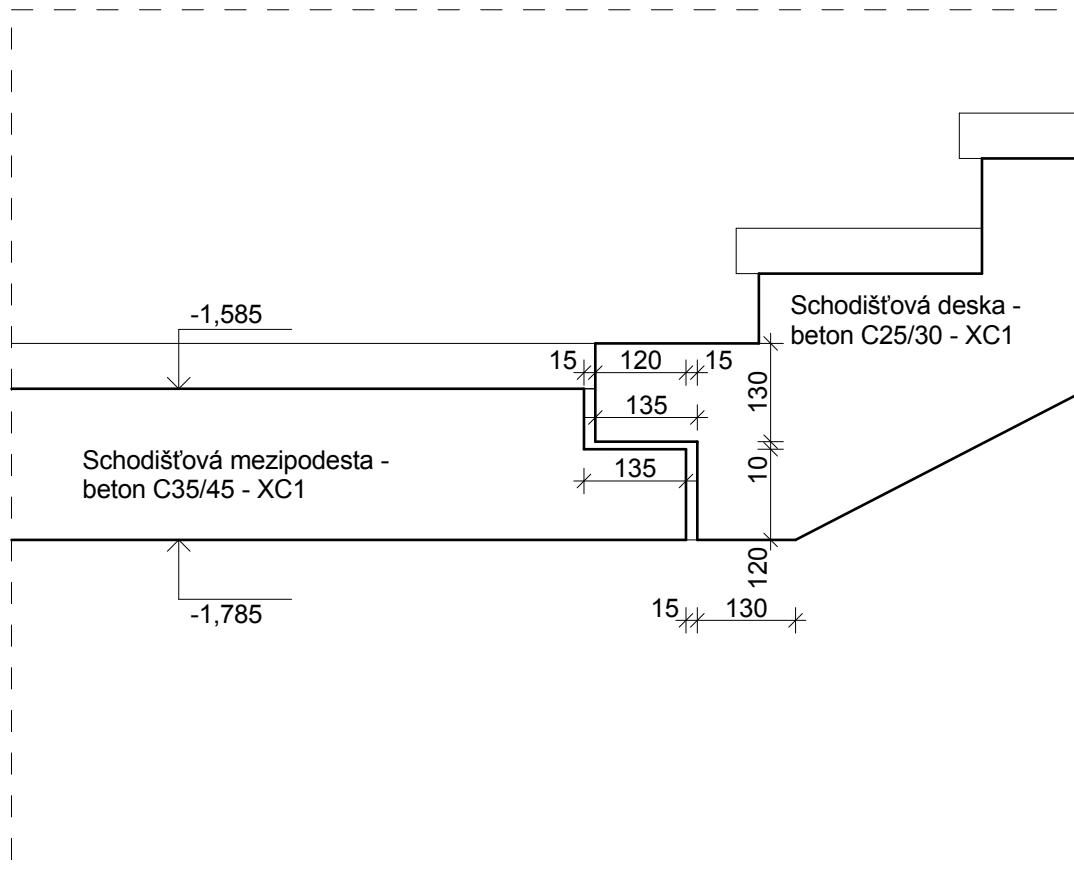 Schodišťová deska -
beton C25/30 - XC1
-1,585
15 120 15
135
130
Schodišťová mezipodesta -
beton C35/45 - XC1
135
10
120
-1,785
15 130